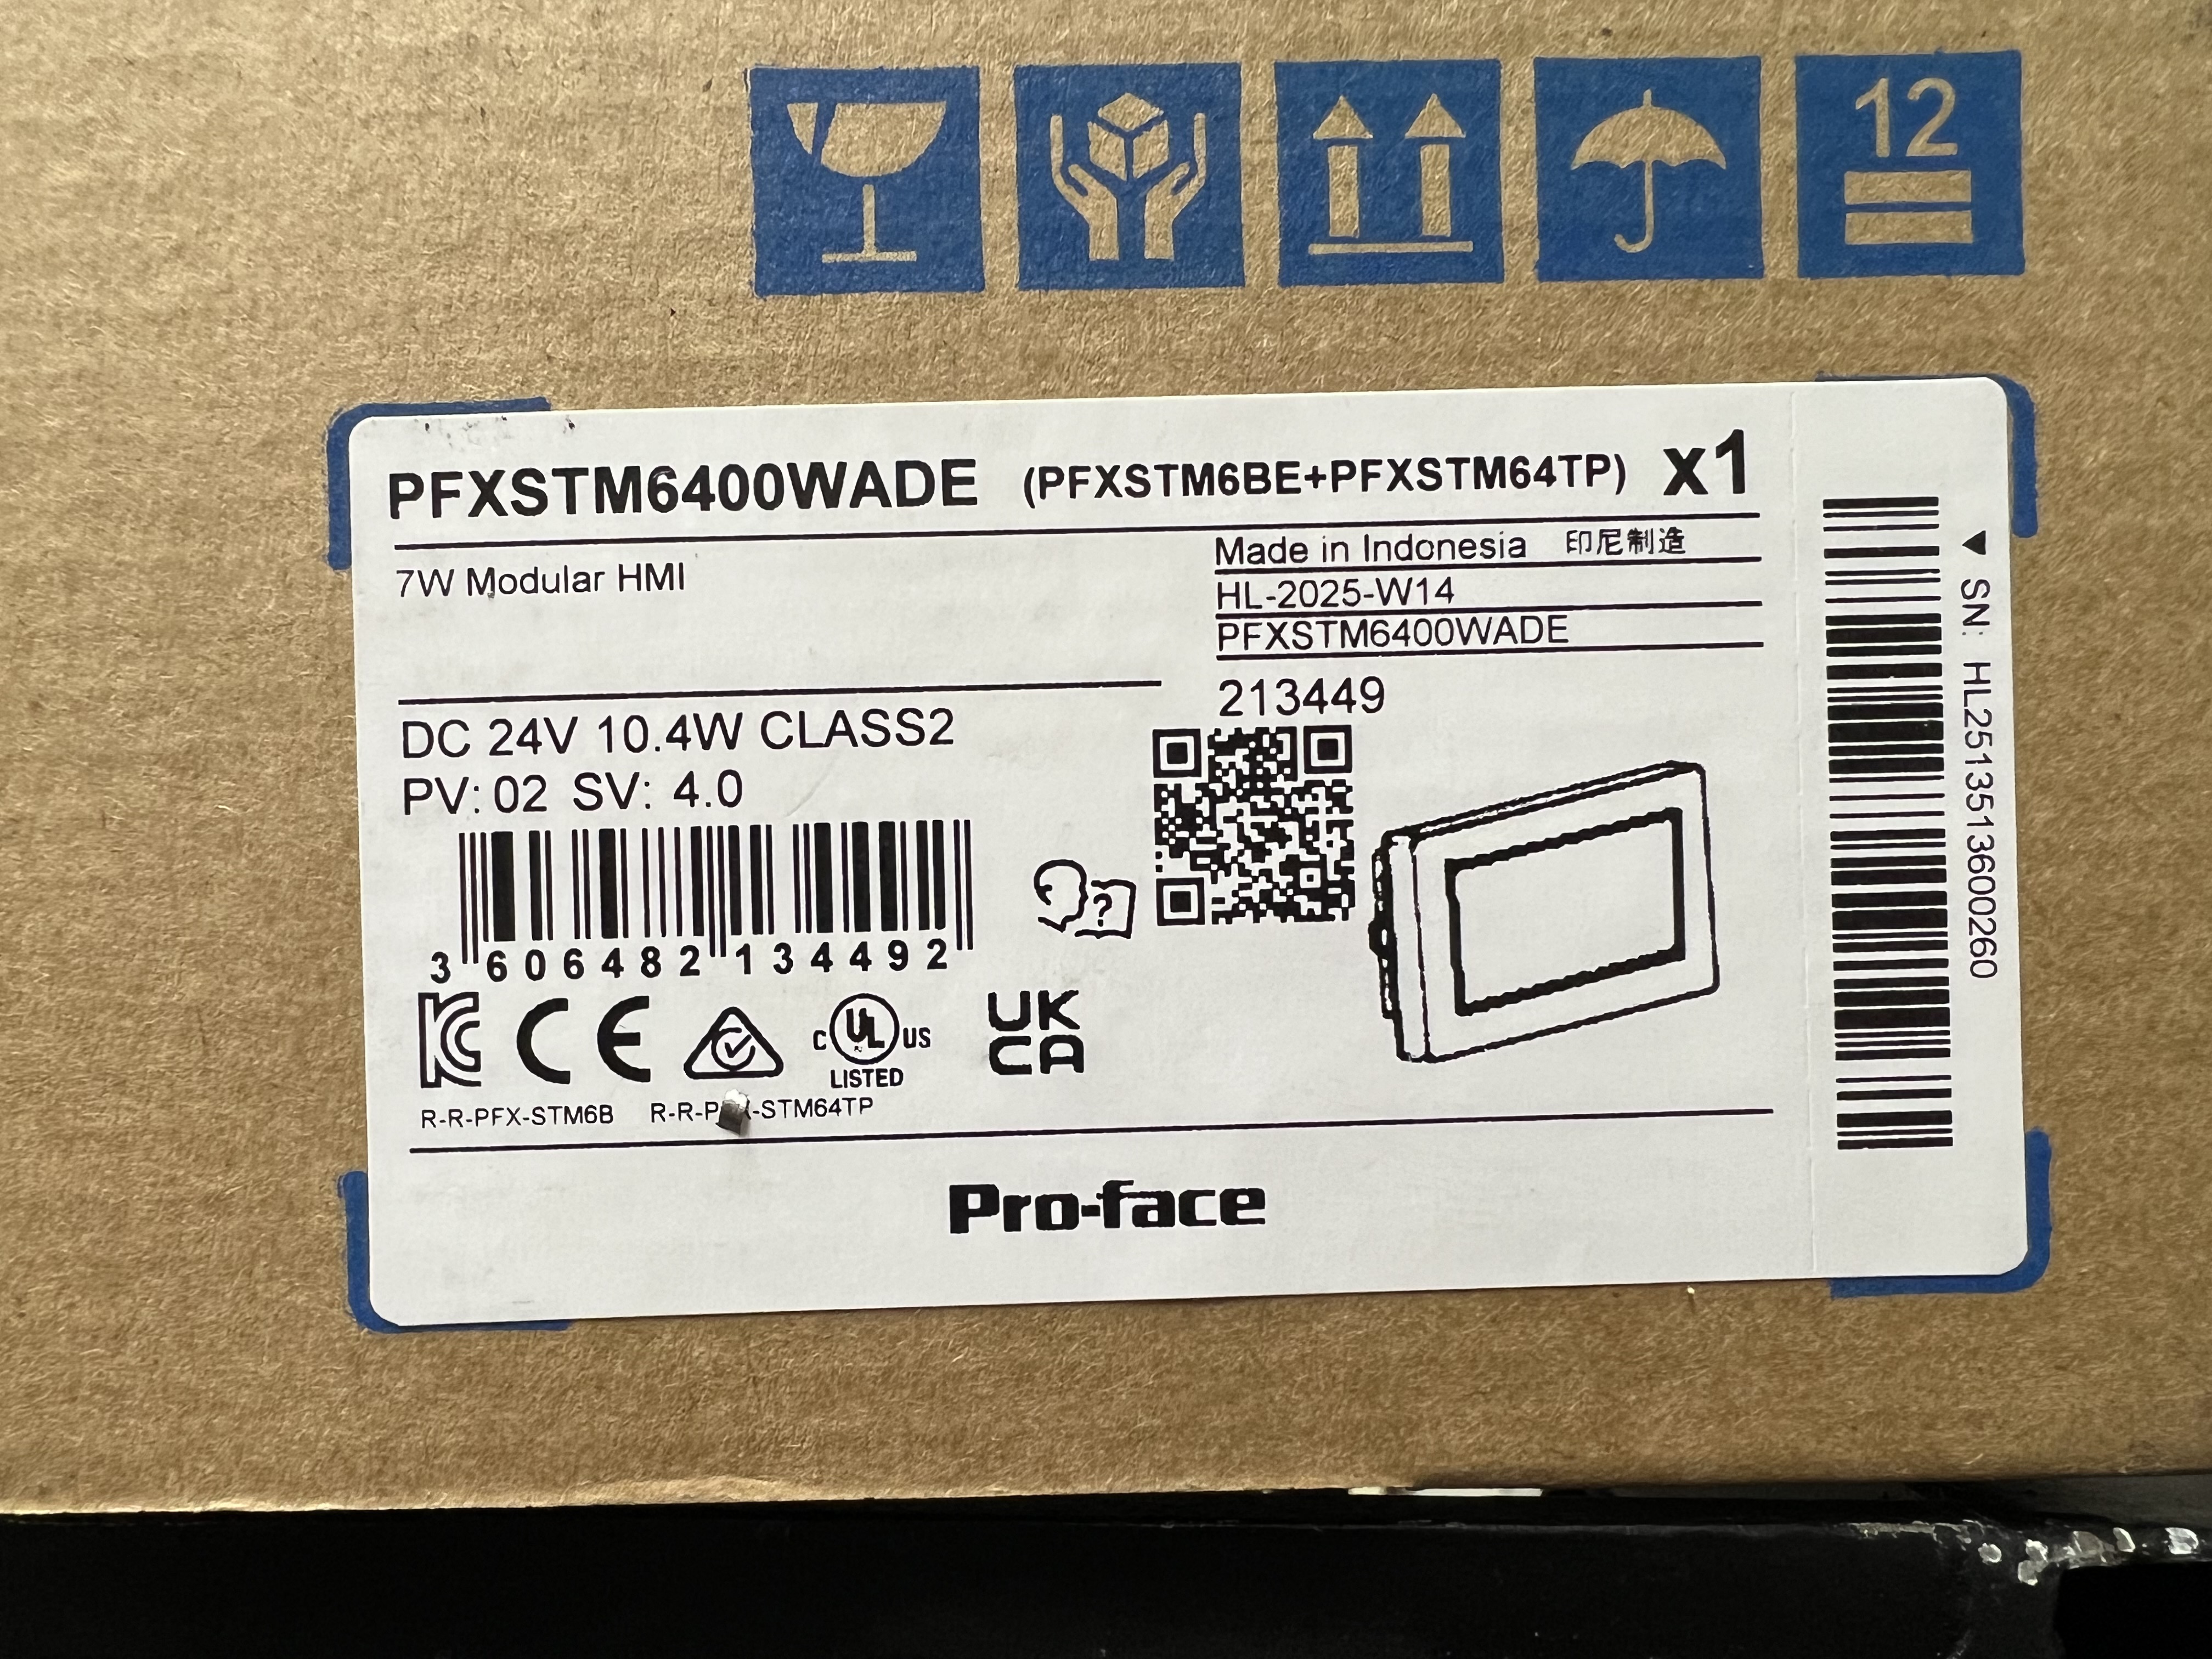 12
PFXSTM6400WADE (PFXSTM6BE+PFXSTM64TP) x1
7W Modular HMI
Made in Indonesia 印尼制造
HL-2025-W14
PFXSTM6400WADE
213449
DC 24V 10.4W CLASS2
PV: 02 SV: 4.0
?
3 606482 134492
CE
C UL US
LISTED
UK
CA
R-R-PFX-STM6B
-STM64TP
Pro-face
SN: HL2513513600260